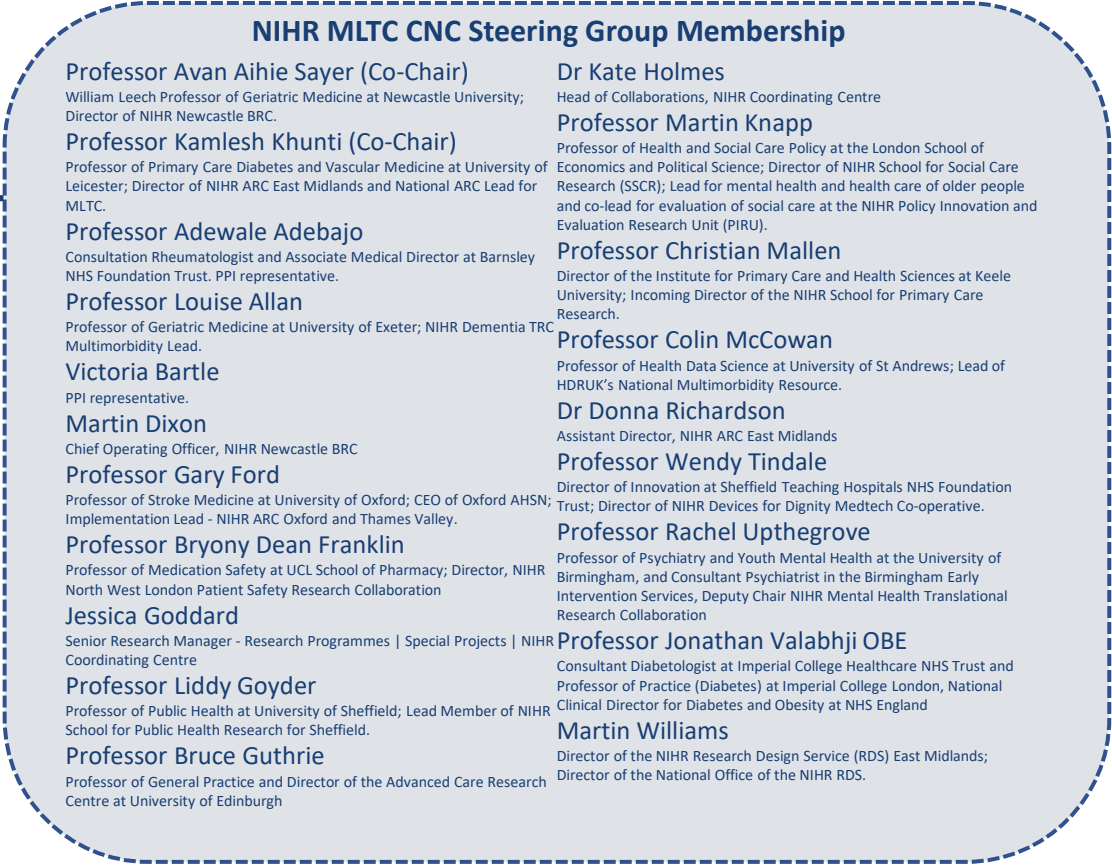 NIHR MLTC CNC Steering Group Membership
Professor Avan Aihie Sayer (Co-Chair)
William Leech Professor of Geriatric Medicine at Newcastle University;
Director of NIHR Newcastle BRC.
Professor Kamlesh Khunti (Co-Chair)
Professor of Primary Care Diabetes and Vascular Medicine at University of
Leicester; Director of NIHR ARC East Midlands and National ARC Lead for
MLTC.
Professor Adewale Adebajo
Consultation Rheumatologist and Associate Medical Director at Barnsley
NHS Foundation Trust. PPI representative.
Professor Louise Allan
Professor of Geriatric Medicine at University of Exeter; NIHR Dementia TRC
Multimorbidity Lead.
Victoria Bartle
PPI representative.
Martin Dixon
Chief Operating Officer, NIHR Newcastle BRC
Professor Gary Ford
Professor of Stroke Medicine at University of Oxford; CEO of Oxford AHSN;
Implementation Lead - NIHR ARC Oxford and Thames Valley.
Professor Bryony Dean Franklin
Professor of Medication Safety at UCL School of Pharmacy; Director, NIHR
North West London Patient Safety Research Collaboration
Jessica Goddard
Senior Research Manager - Research Programmes | Special Projects | NIHR
Coordinating Centre
Professor Liddy Goyder
Professor of Public Health at University of Sheffield; Lead Member of NIHR
School for Public Health Research for Sheffield.
Professor Bruce Guthrie
Professor of General Practice and Director of the Advanced Care Research
Centre at University of Edinburgh
Dr Kate Holmes
Head of Collaborations, NIHR Coordinating Centre
Professor Martin Knapp
Professor of Health and Social Care Policy at the London School of
Economics and Political Science; Director of NIHR School for Social Care
Research (SSCR); Lead for mental health and health care of older people
and co-lead for evaluation of social care at the NIHR Policy Innovation and
Evaluation Research Unit (PIRU).
Professor Christian Mallen
Director of the Institute for Primary Care and Health Sciences at Keele
University; Incoming Director of the NIHR School for Primary Care
Research.
Professor Colin McCowan
Professor of Health Data Science at University of St Andrews; Lead of
HDRUK's National Multimorbidity Resource.
Dr Donna Richardson
Assistant Director, NIHR ARC East Midlands
Professor Wendy Tindale
Director of Innovation at Sheffield Teaching Hospitals NHS Foundation
Trust; Director of NIHR Devices for Dignity Medtech Co-operative.
Professor Rachel Upthegrove
Professor of Psychiatry and Youth Mental Health at the University of
Birmingham, and Consultant Psychiatrist in the Birmingham Early
Intervention Services, Deputy Chair NIHR Mental Health Translational
Research Collaboration
Professor Jonathan Valabhji OBE
Consultant Diabetologist at Imperial College Healthcare NHS Trust and
Professor of Practice (Diabetes) at Imperial College London, National
Clinical Director for Diabetes and Obesity at NHS England
Martin Williams
Director of the NIHR Research Design Service (RDS) East Midlands;
Director of the National Office of the NIHR RDS.